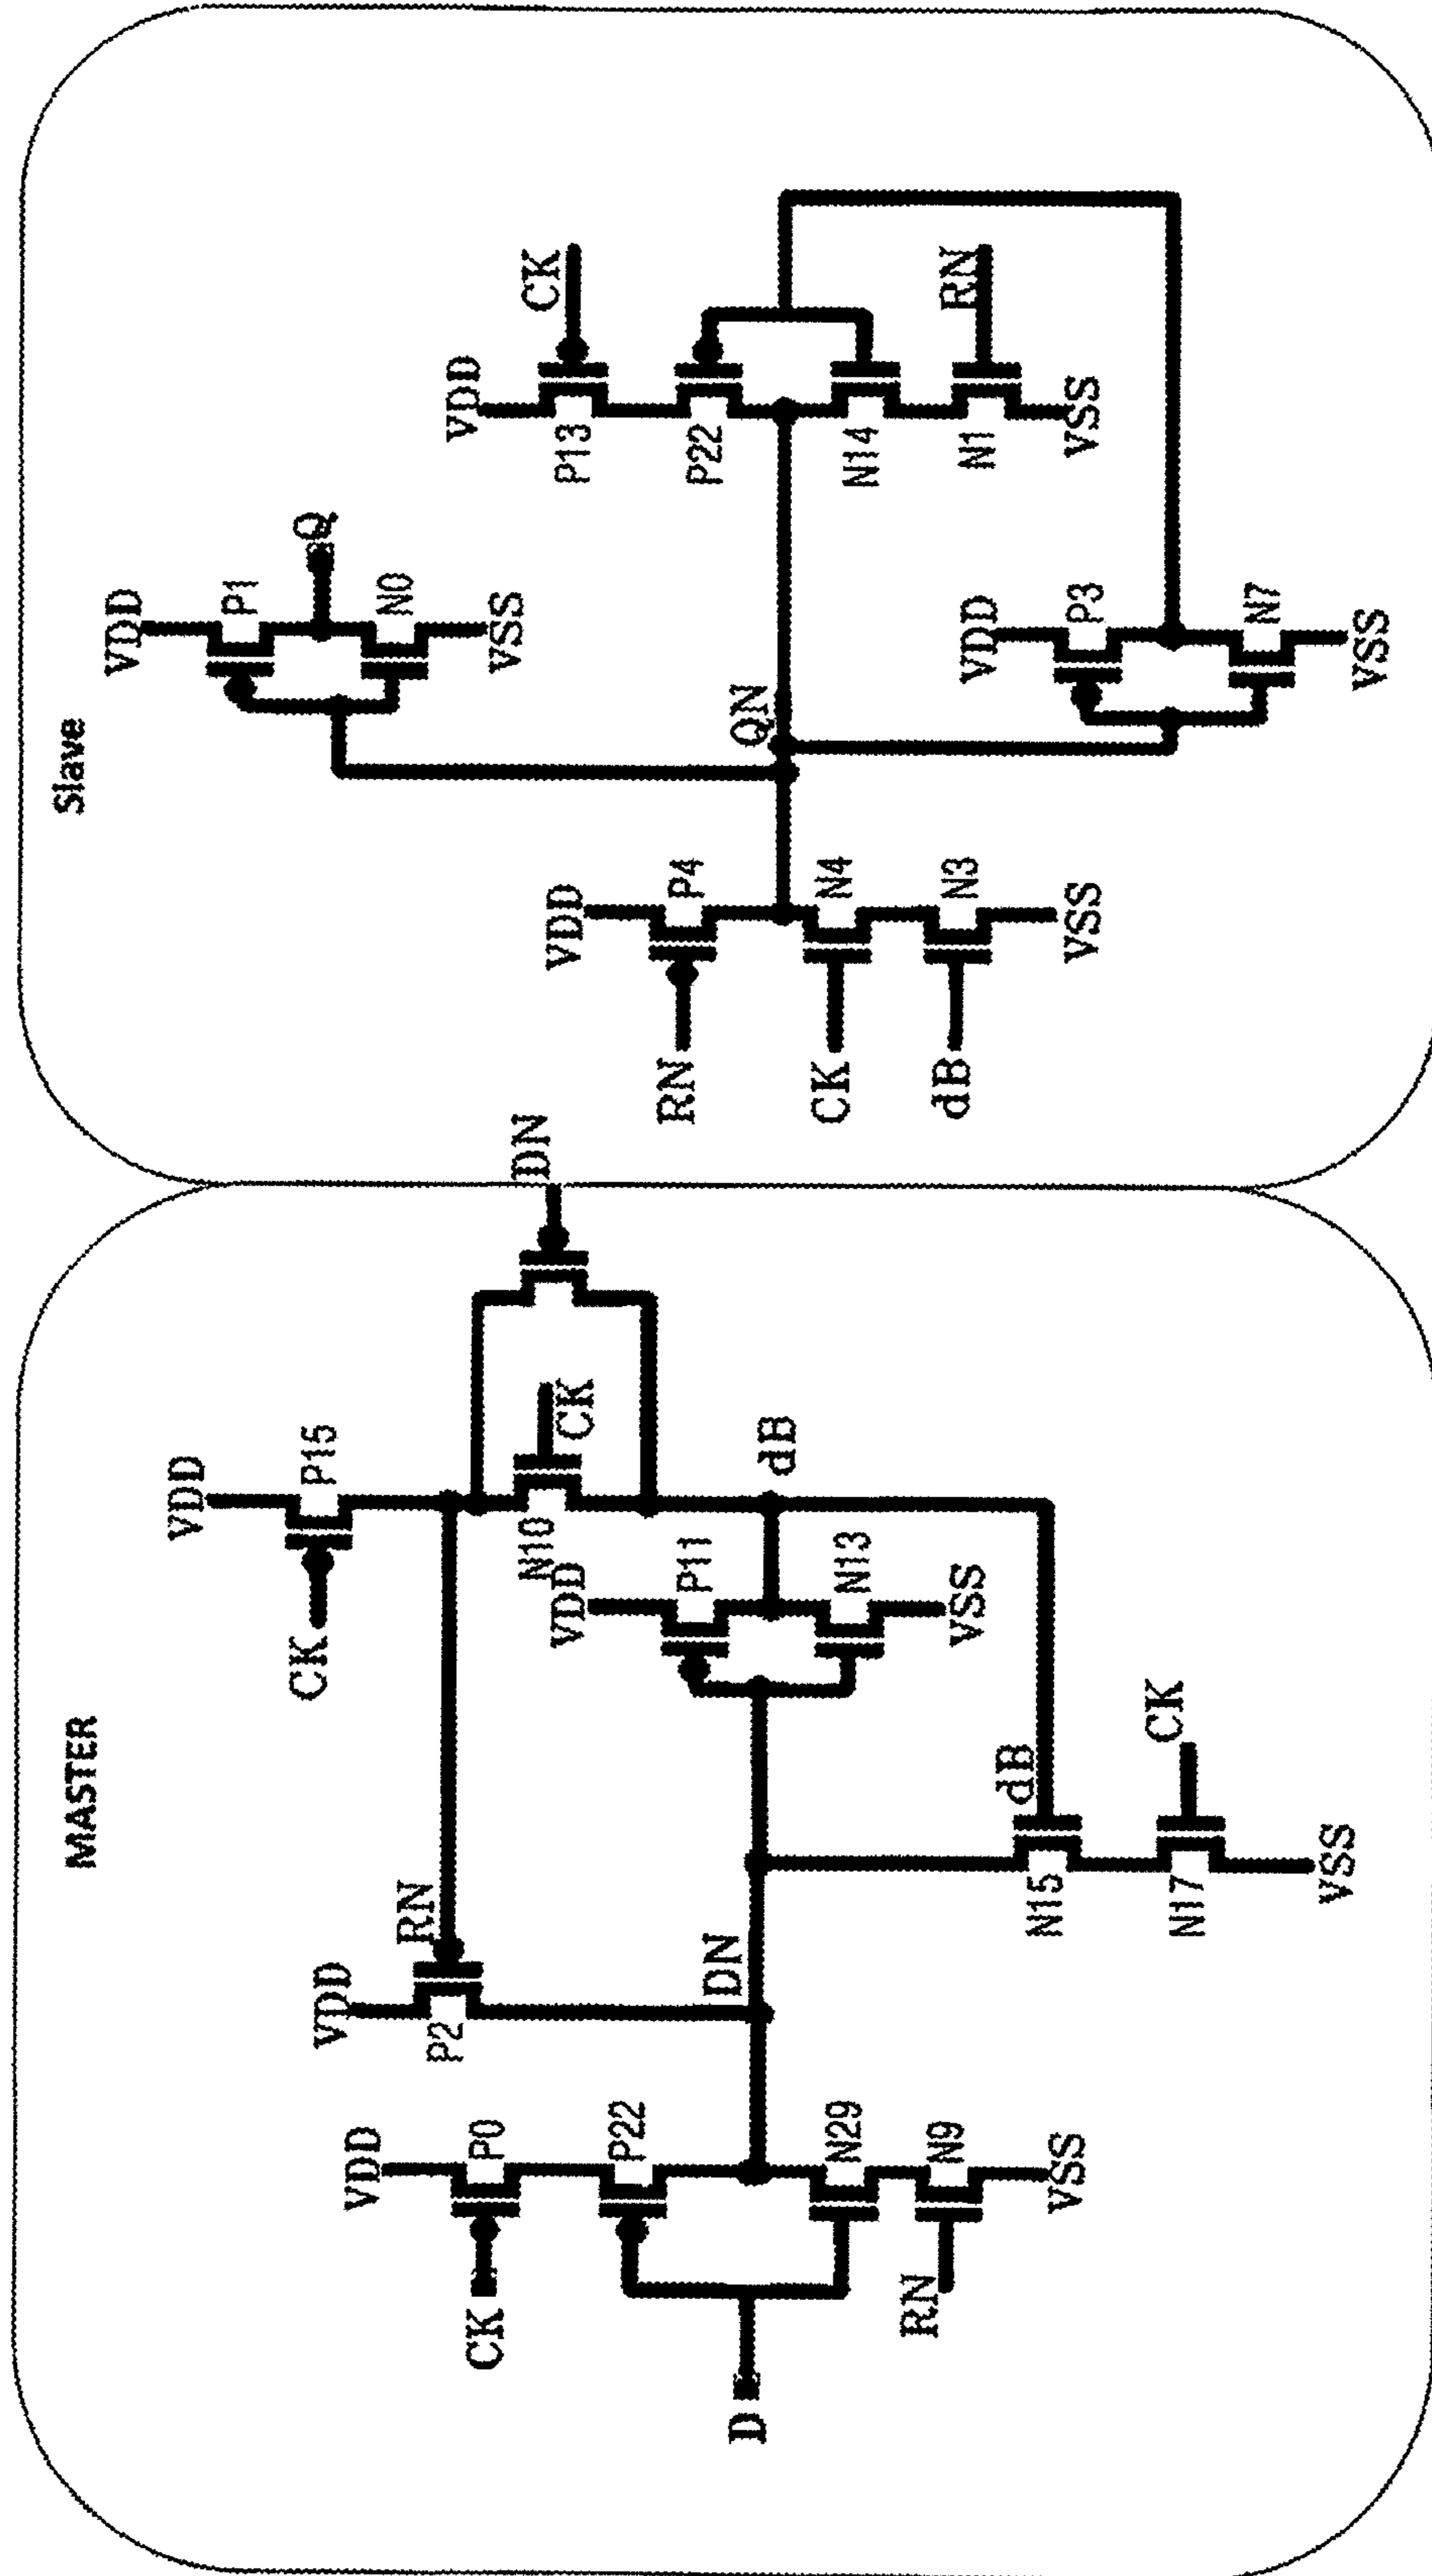 MASTER
VDD
P0
CK
P22
D
N29
N9
RN
VSS
VDD
P2
RN
DN
N15
dB
N17
CK
VSS
VDD
P15
CK
N10
CK
VDD
P11
N13
VSS
dB
DN
Slave
VDD
P4
RN
N4
CK
N3
dB
VSS
QN
VDD
P1
Q
N0
VSS
VDD
P3
N7
VSS
VDD
CK
P13
P22
N14
RN
N1
VSS